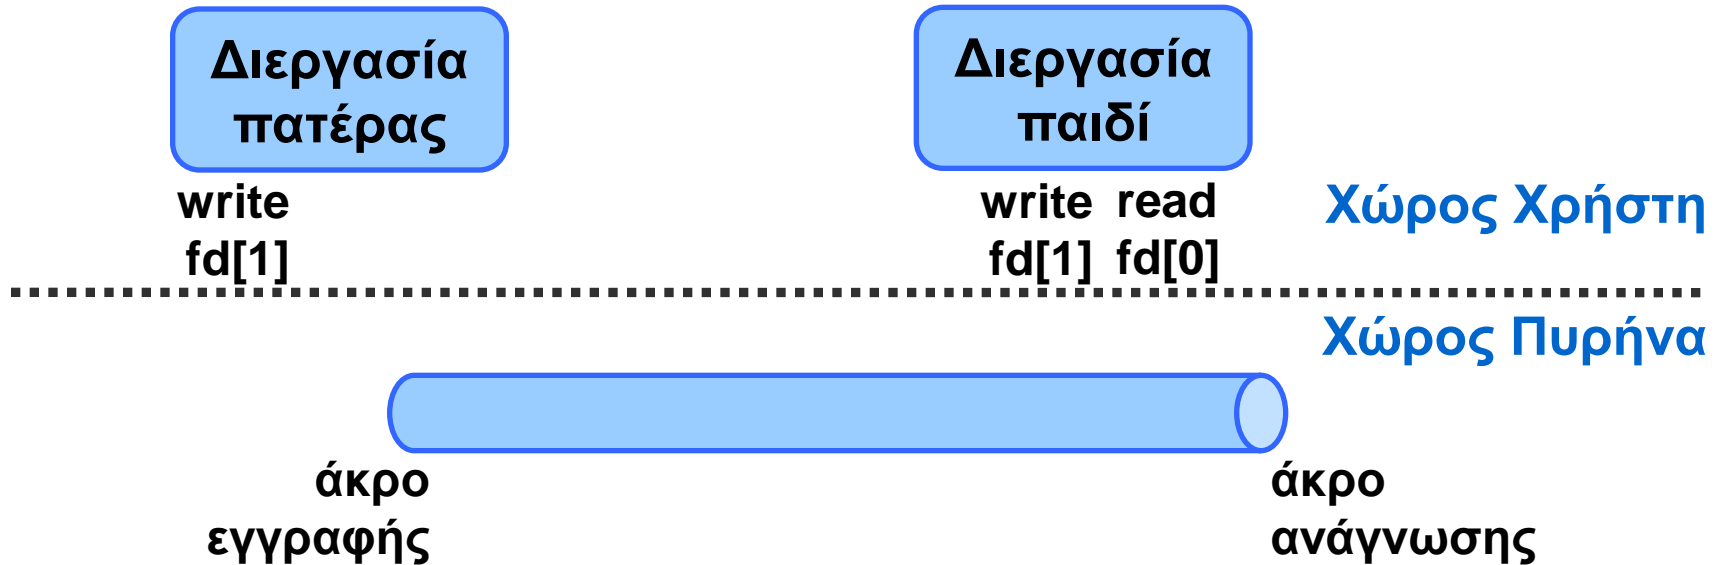 Διεργασία
πατέρας
Διεργασία
παιδί
write
fd[1]
write read
fd[1] fd[0]
Χώρος Χρήστη
Χώρος Πυρήνα
άκρο
εγγραφής
άκρο
ανάγνωσης